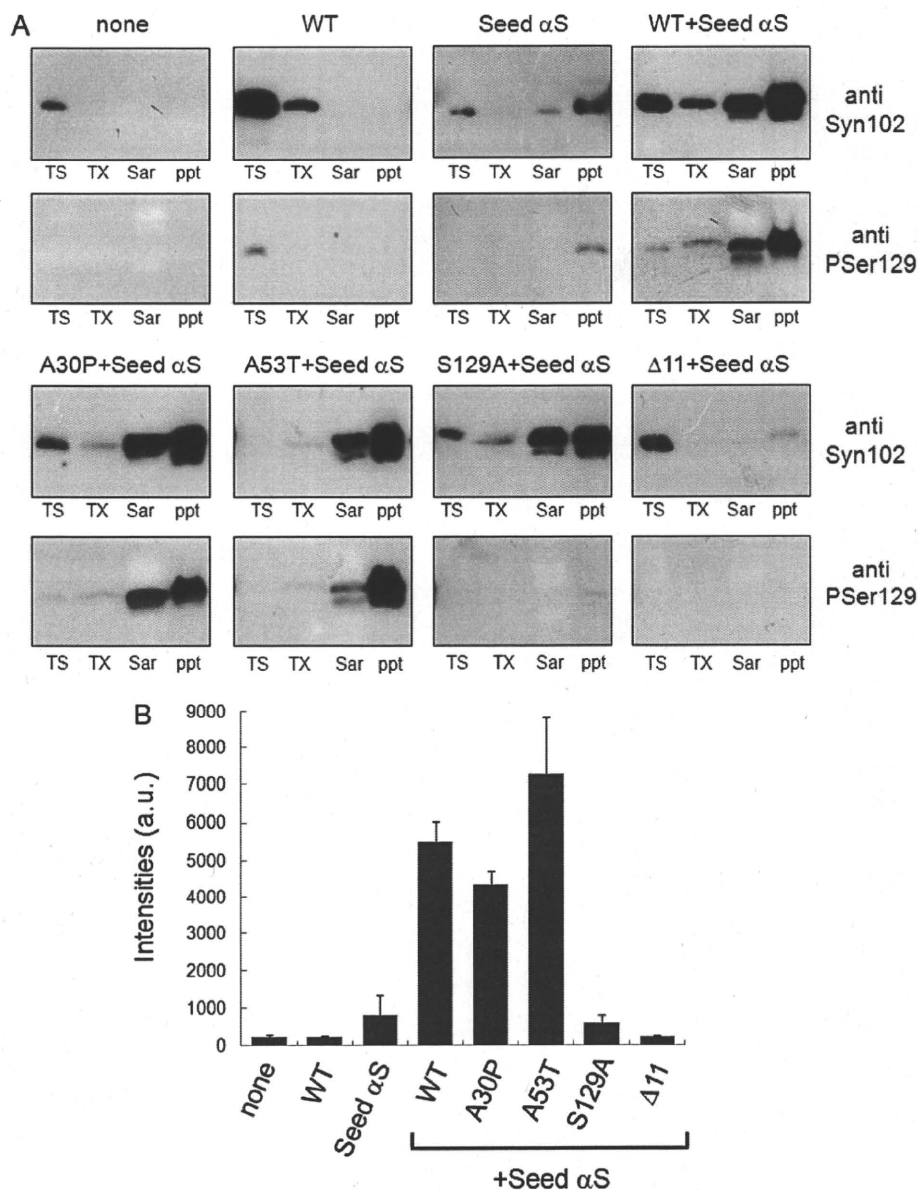 A
none WT Seed αS WT+Seed αS
anti
Syn102
TS TX Sar ppt TS TX Sar ppt TS TX Sar ppt TS TX Sar ppt
anti
PSer129
TS TX Sar ppt TS TX Sar ppt TS TX Sar ppt TS TX Sar ppt
A30P+Seed αS A53T+Seed αS S129A+Seed αS Δ11+Seed αS
anti
Syn102
TS TX Sar ppt TS TX Sar ppt TS TX Sar ppt TS TX Sar ppt
anti
PSer129
TS TX Sar ppt TS TX Sar ppt TS TX Sar ppt TS TX Sar ppt
B
Intensities (a.u.)
9000
8000
7000
6000
5000
4000
3000
2000
1000
0
none WT Seed αS WT A30P A53T S129A Δ11
+Seed αS